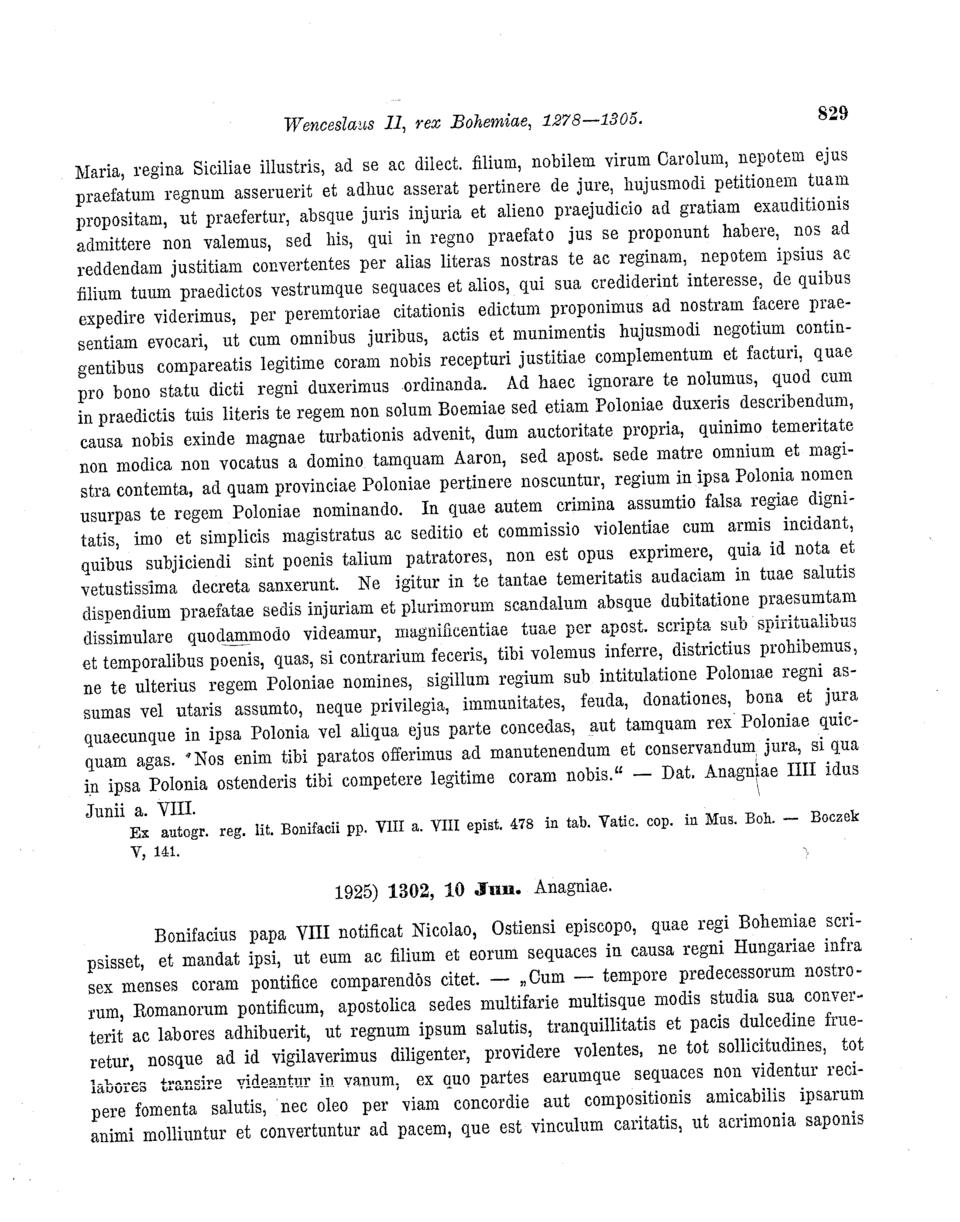 Wenceslaus II, rex Bohemiae, 1278—1305.
829
Maria, regina Siciliae illustris, ad se ac dilect. filium, nobilem virum Carolum, nepotem ejus
praefatum regnum asseruerit et adhuc asserat pertinere de jure, hujusmodi petitionem tuam
propositam, ut praefertur, absque juris injuria et alieno praejudicio ad gratiam exauditionis
admittere non valemus, sed his, qui in regno praefato jus se proponunt habere, nos ad
reddendam justitiam convertentes per alias literas nostras te ac reginam, nepotem ipsius ac
filium tuum praedictos vestrumque sequaces et alios, qui sua crediderint interesse, de quibus
expedire viderimus, per peremtoriae citationis edictum proponimus ad nostram facere prae-
sentiam evocari, ut cum omnibus juribus, actis et munimentis hujusmodi negotium contin-
gentibus compareatis legitime coram nobis recepturi justitiae complementum et facturi, quae
pro bono statu dicti regni duxerimus ordinanda. Ad haec ignorare te nolumus, quod cum
in praedictis tuis literis te regem non solum Boemiae sed etiam Poloniae duxeris describendum,
causa nobis exinde magnae turbationis advenit, dum auctoritate propria, quinimo temeritate
non modica non vocatus a domino tamquam Aaron, sed apost. sede matre omnium et magi-
stra contemta, ad quam provinciae Poloniae pertinere noscuntur, regium in ipsa Polonia nomen
usurpas te regem Poloniae nominando. In quae autem crimina assumtio falsa regiae digni-
tatis, imo et simplicis magistratus ac seditio et commissio violentiae cum armis incidant,
quibus subjiciendi sint poenis talium patratores, non est opus exprimere, quia id nota et
vetustissima decreta sanxerunt. Ne igitur in te tantae temeritatis audaciam in tuae salutis
dispendium praefatae sedis injuriam et plurimorum scandalum absque dubitatione praesumtam
dissimulare quodammodo videamur, magnificentiae tuae per apost. scripta sub spiritualibus
et temporalibus poenis, quas, si contrarium feceris, tibi volemus inferre, districtius prohibemus,
ne te ulterius regem Poloniae nomines, sigillum regium sub intitulatione Poloniae regni as-
sumas vel utaris assumto, neque privilegia, immunitates, feuda, donationes, bona et jura
quaecunque in ipsa Polonia vel aliqua ejus parte concedas, aut tamquam rex Poloniae quic-
quam agas. "Nos enim tibi paratos offerimus ad manutenendum et conservandum jura, si qua
in ipsa Polonia ostenderis tibi competere legitime coram nobis.“ — Dat. Anagniae IIII idus
Junii a. VIII.
Ex autogr. reg. lit. Bonifacii pp. VIII a. VIII epist. 478 in tab. Vatic. cop. in Mus. Boh. — Boczek
V, 141.
1925) 1302, 10 Jun. Anagniae.
Bonifacius papa VIII notificat Nicolao, Ostiensi episcopo, quae regi Bohemiae scri-
psisset, et mandat ipsi, ut eum ac filium et eorum sequaces in causa regni Hungariae infra
sex menses coram pontifice comparendos citet. — „Cum — tempore predecessorum nostro-
rum, Romanorum pontificum, apostolica sedes multifarie multisque modis studia sua conver-
terit ac labores adhibuerit, ut regnum ipsum salutis, tranquillitatis et pacis dulcedine frue-
retur, nosque ad id vigilaverimus diligenter, providere volentes, ne tot sollicitudines, tot
labores transire videantur in vanum, ex quo partes earumque sequaces non videntur reci-
pere fomenta salutis, nec oleo per viam concordie aut compositionis amicabilis ipsarum
animi molliuntur et convertuntur ad pacem, que est vinculum caritatis, ut acrimonia saponis